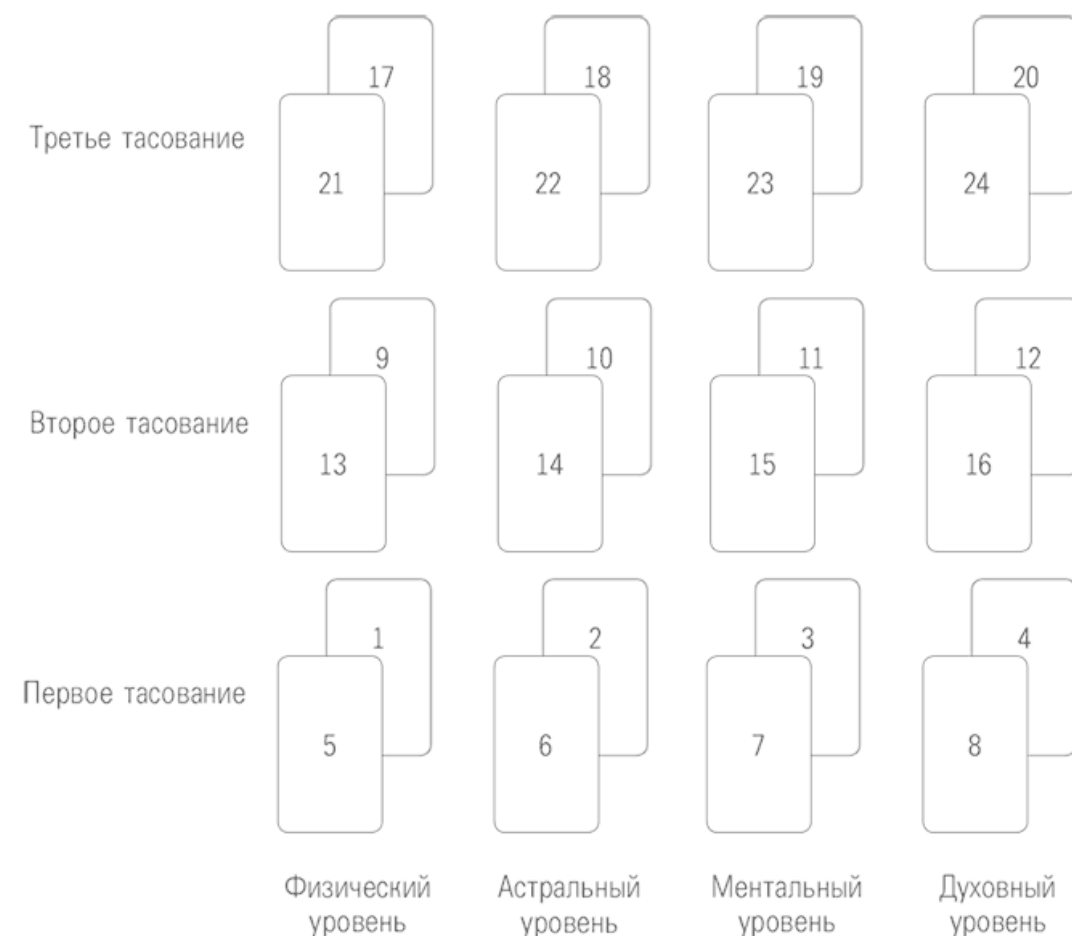 17 18 19 20
Третье тасование
21 22 23 24
9 10 11 12
Второе тасование
13 14 15 16
1 2 3 4
Первое тасование
5 6 7 8
Физический Астральный Ментальный Духовный
уровень уровень уровень уровень